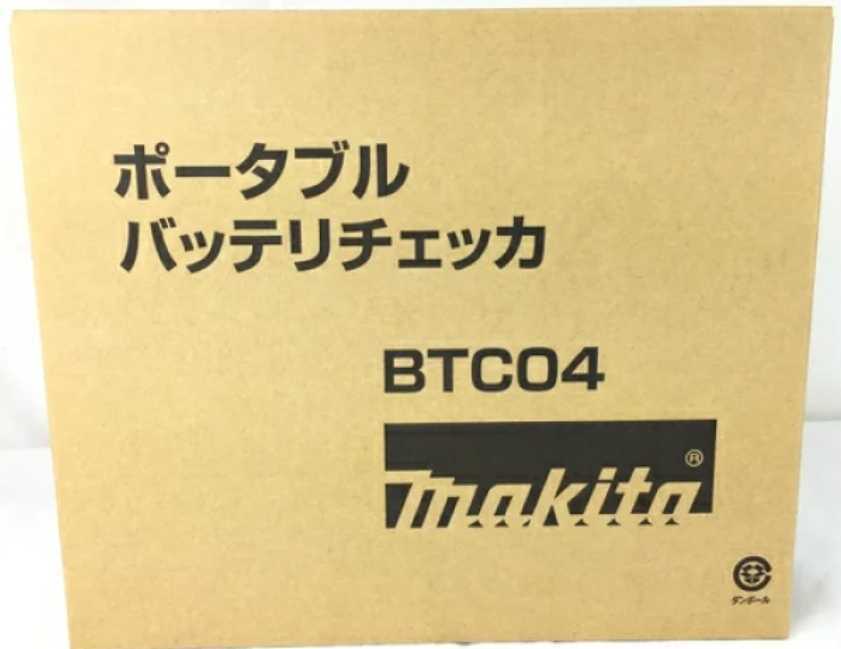 ポータブル
バッテリチェッカ
BTC04
makita®
ダンボール